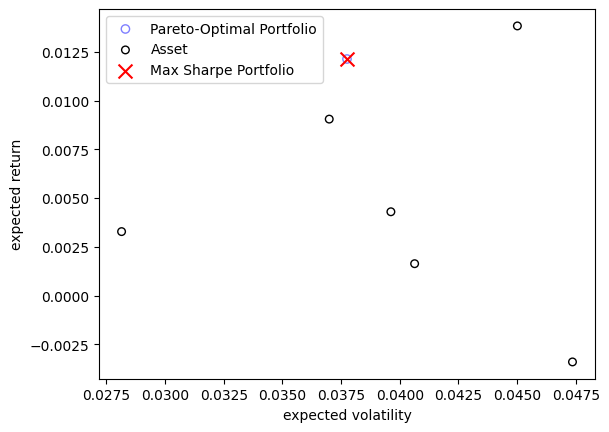 Pareto-Optimal Portfolio
Asset
Max Sharpe Portfolio
expected return
0.0125
0.0100
0.0075
0.0050
0.0025
0.0000
−0.0025
0.0275 0.0300 0.0325 0.0350 0.0375 0.0400 0.0425 0.0450 0.0475
expected volatility